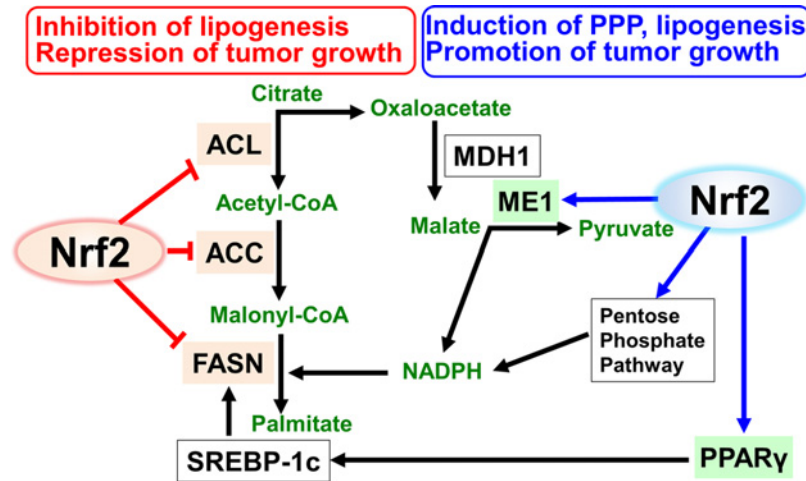 Inhibition of lipogenesis
Repression of tumor growth
Induction of PPP, lipogenesis
Promotion of tumor growth
Citrate
Oxaloacetate
ACL
MDH1
Acetyl-CoA
ME1
Nrf2
Malate
Pyruvate
Nrf2
ACC
Malonyl-CoA
Pentose
Phosphate
Pathway
FASN
NADPH
Palmitate
SREBP-1c
PPARγ